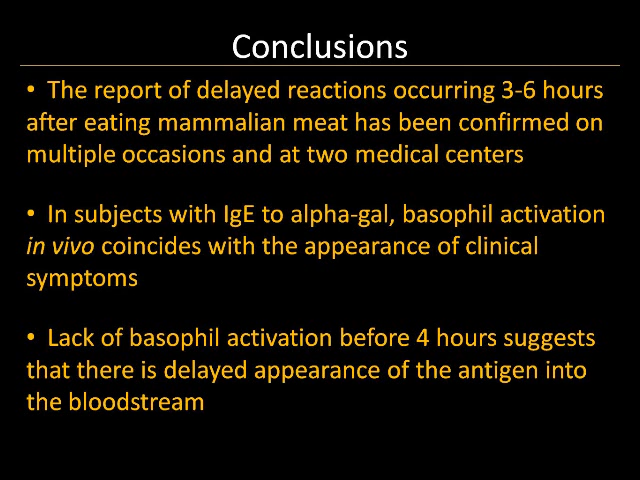 Conclusions
• The report of delayed reactions occurring 3-6 hours
after eating mammalian meat has been confirmed on
multiple occasions and at two medical centers
• In subjects with IgE to alpha-gal, basophil activation
in vivo coincides with the appearance of clinical
symptoms
• Lack of basophil activation before 4 hours suggests
that there is delayed appearance of the antigen into
the bloodstream